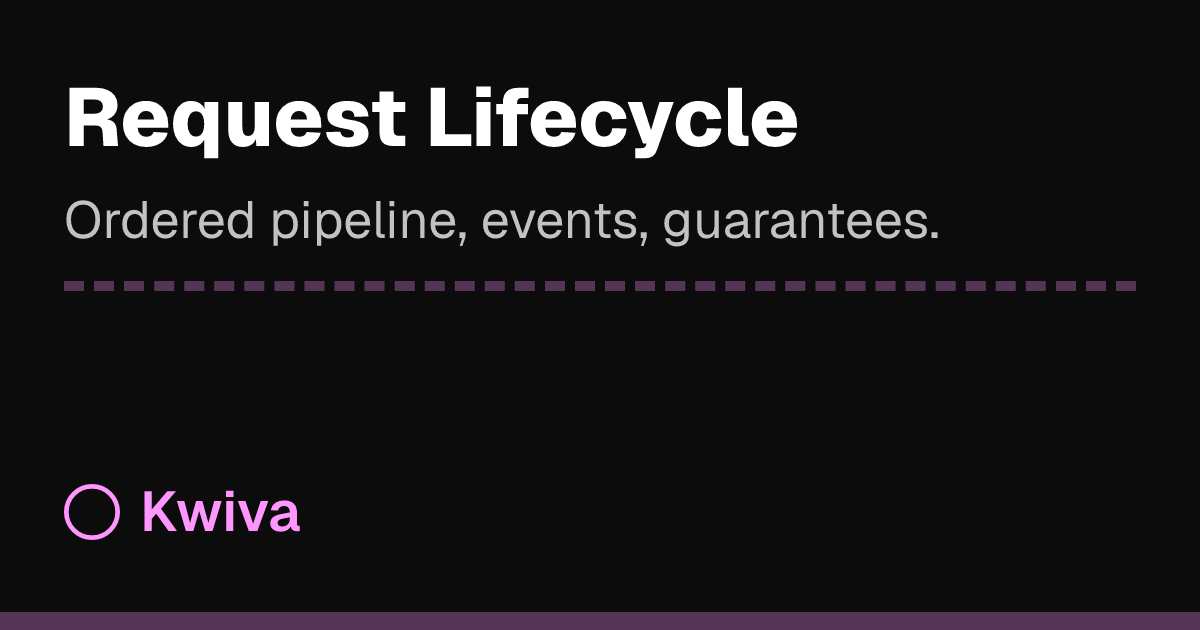 Request Lifecycle
Ordered pipeline, events, guarantees.
Kwiva